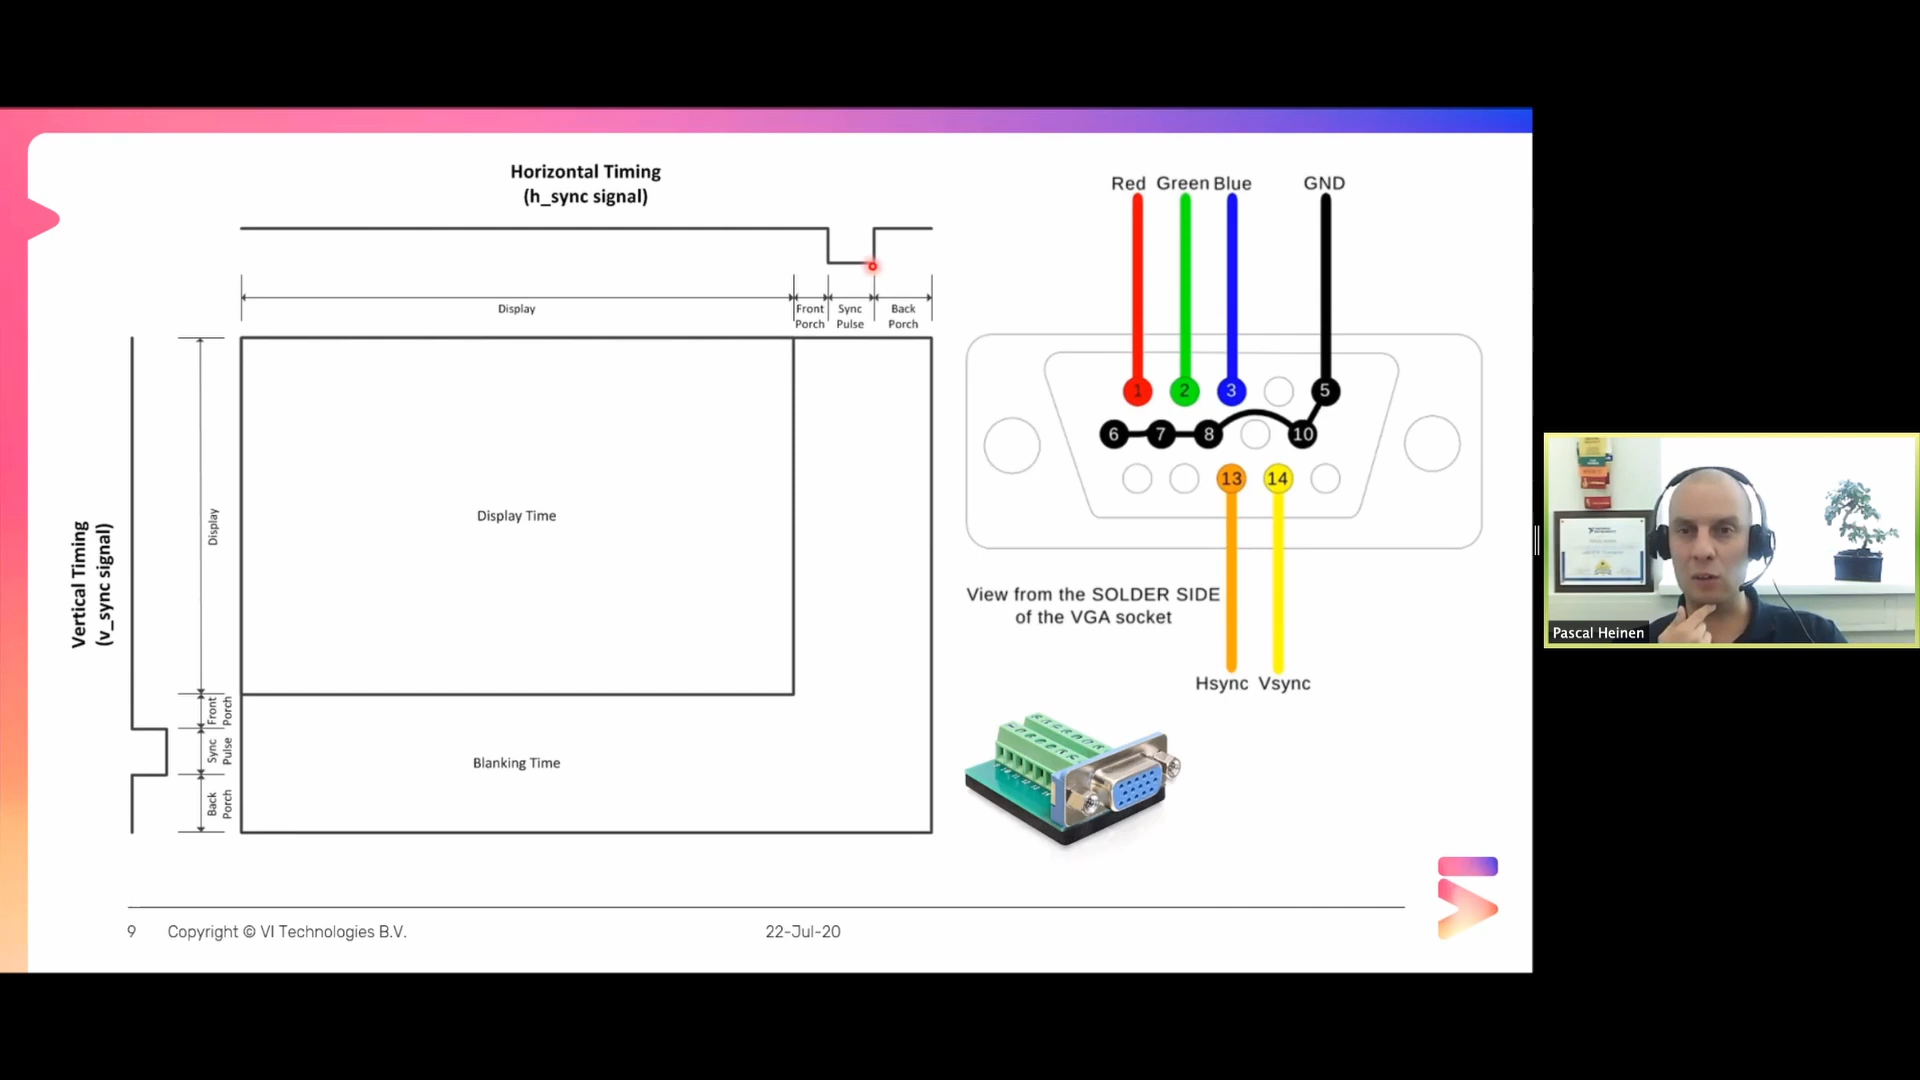 Horizontal Timing
(h_sync signal)
Display
Front
Porch
Sync
Pulse
Back
Porch
Vertical Timing
(v_sync signal)
Display
Front
Porch
Sync
Pulse
Back
Porch
Display Time
Blanking Time
Red Green Blue GND
1 2 3 5
6 7 8 10
13 14
View from the SOLDER SIDE
of the VGA socket
Hsync Vsync
9 Copyright © VI Technologies B.V. 22-Jul-20
Pascal Heinen